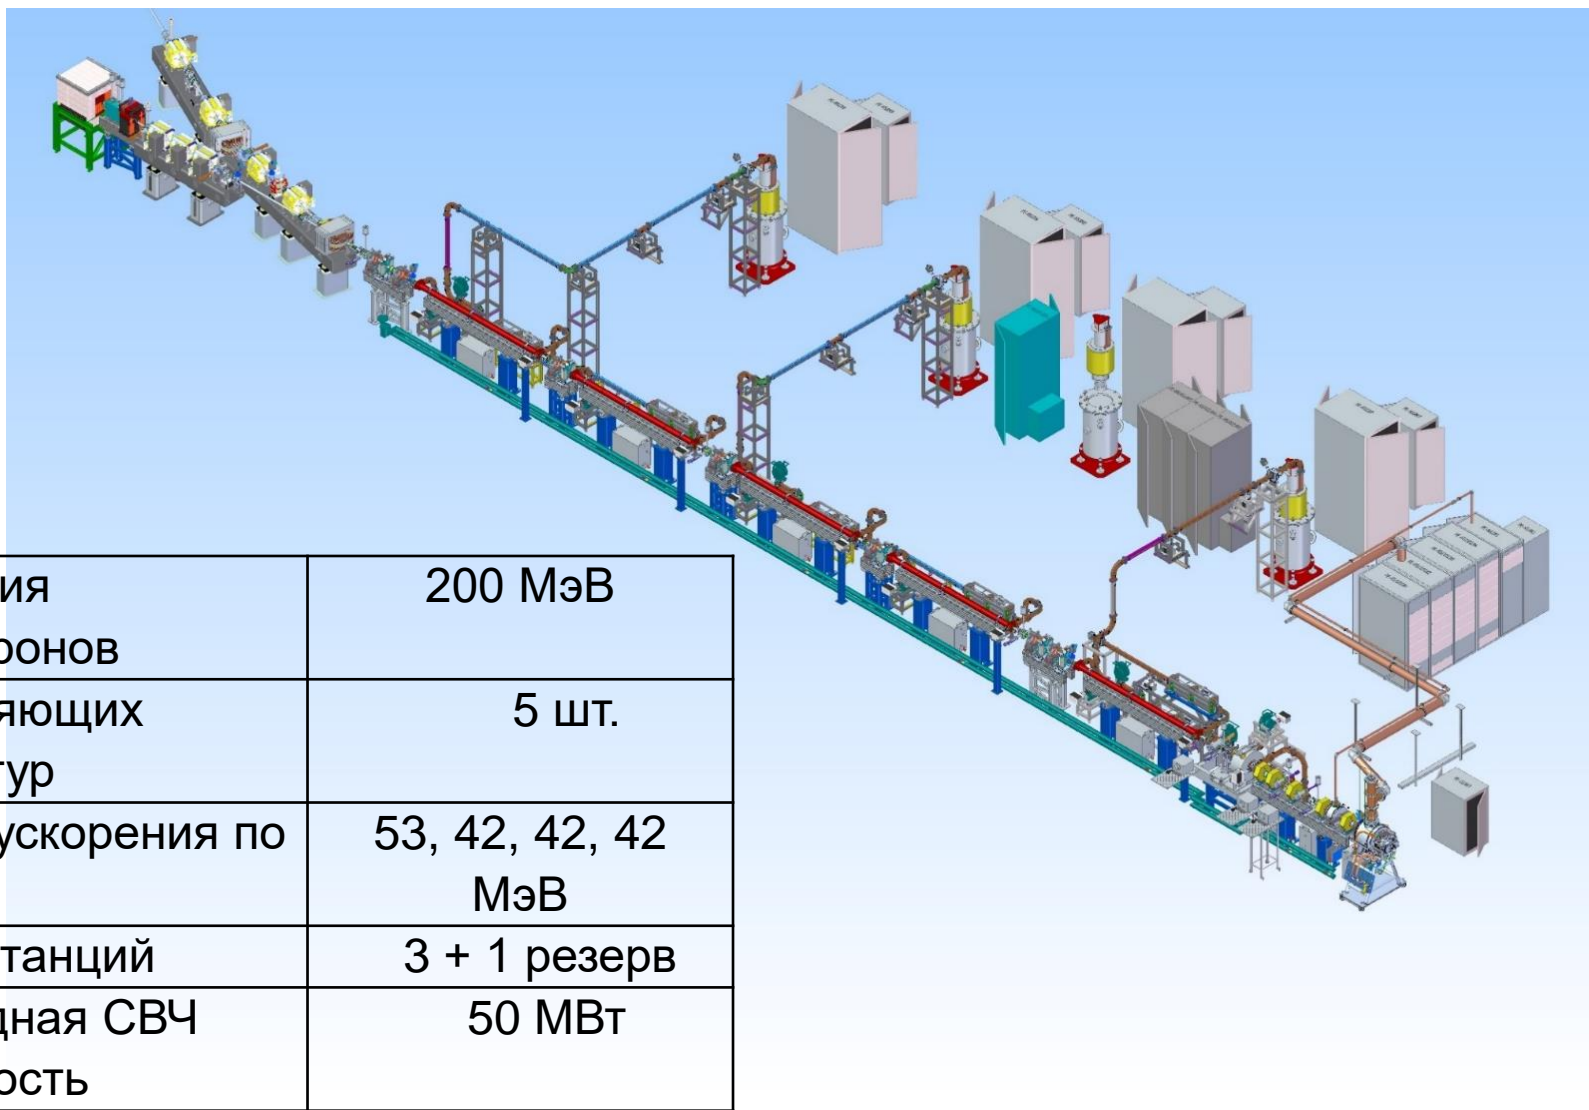 ия
ронов
200 МэВ
яющих
тур
5 шт.
ускорения по
53, 42, 42, 42
МэВ
танций
3 + 1 резерв
дная СВЧ
ость
50 МВт